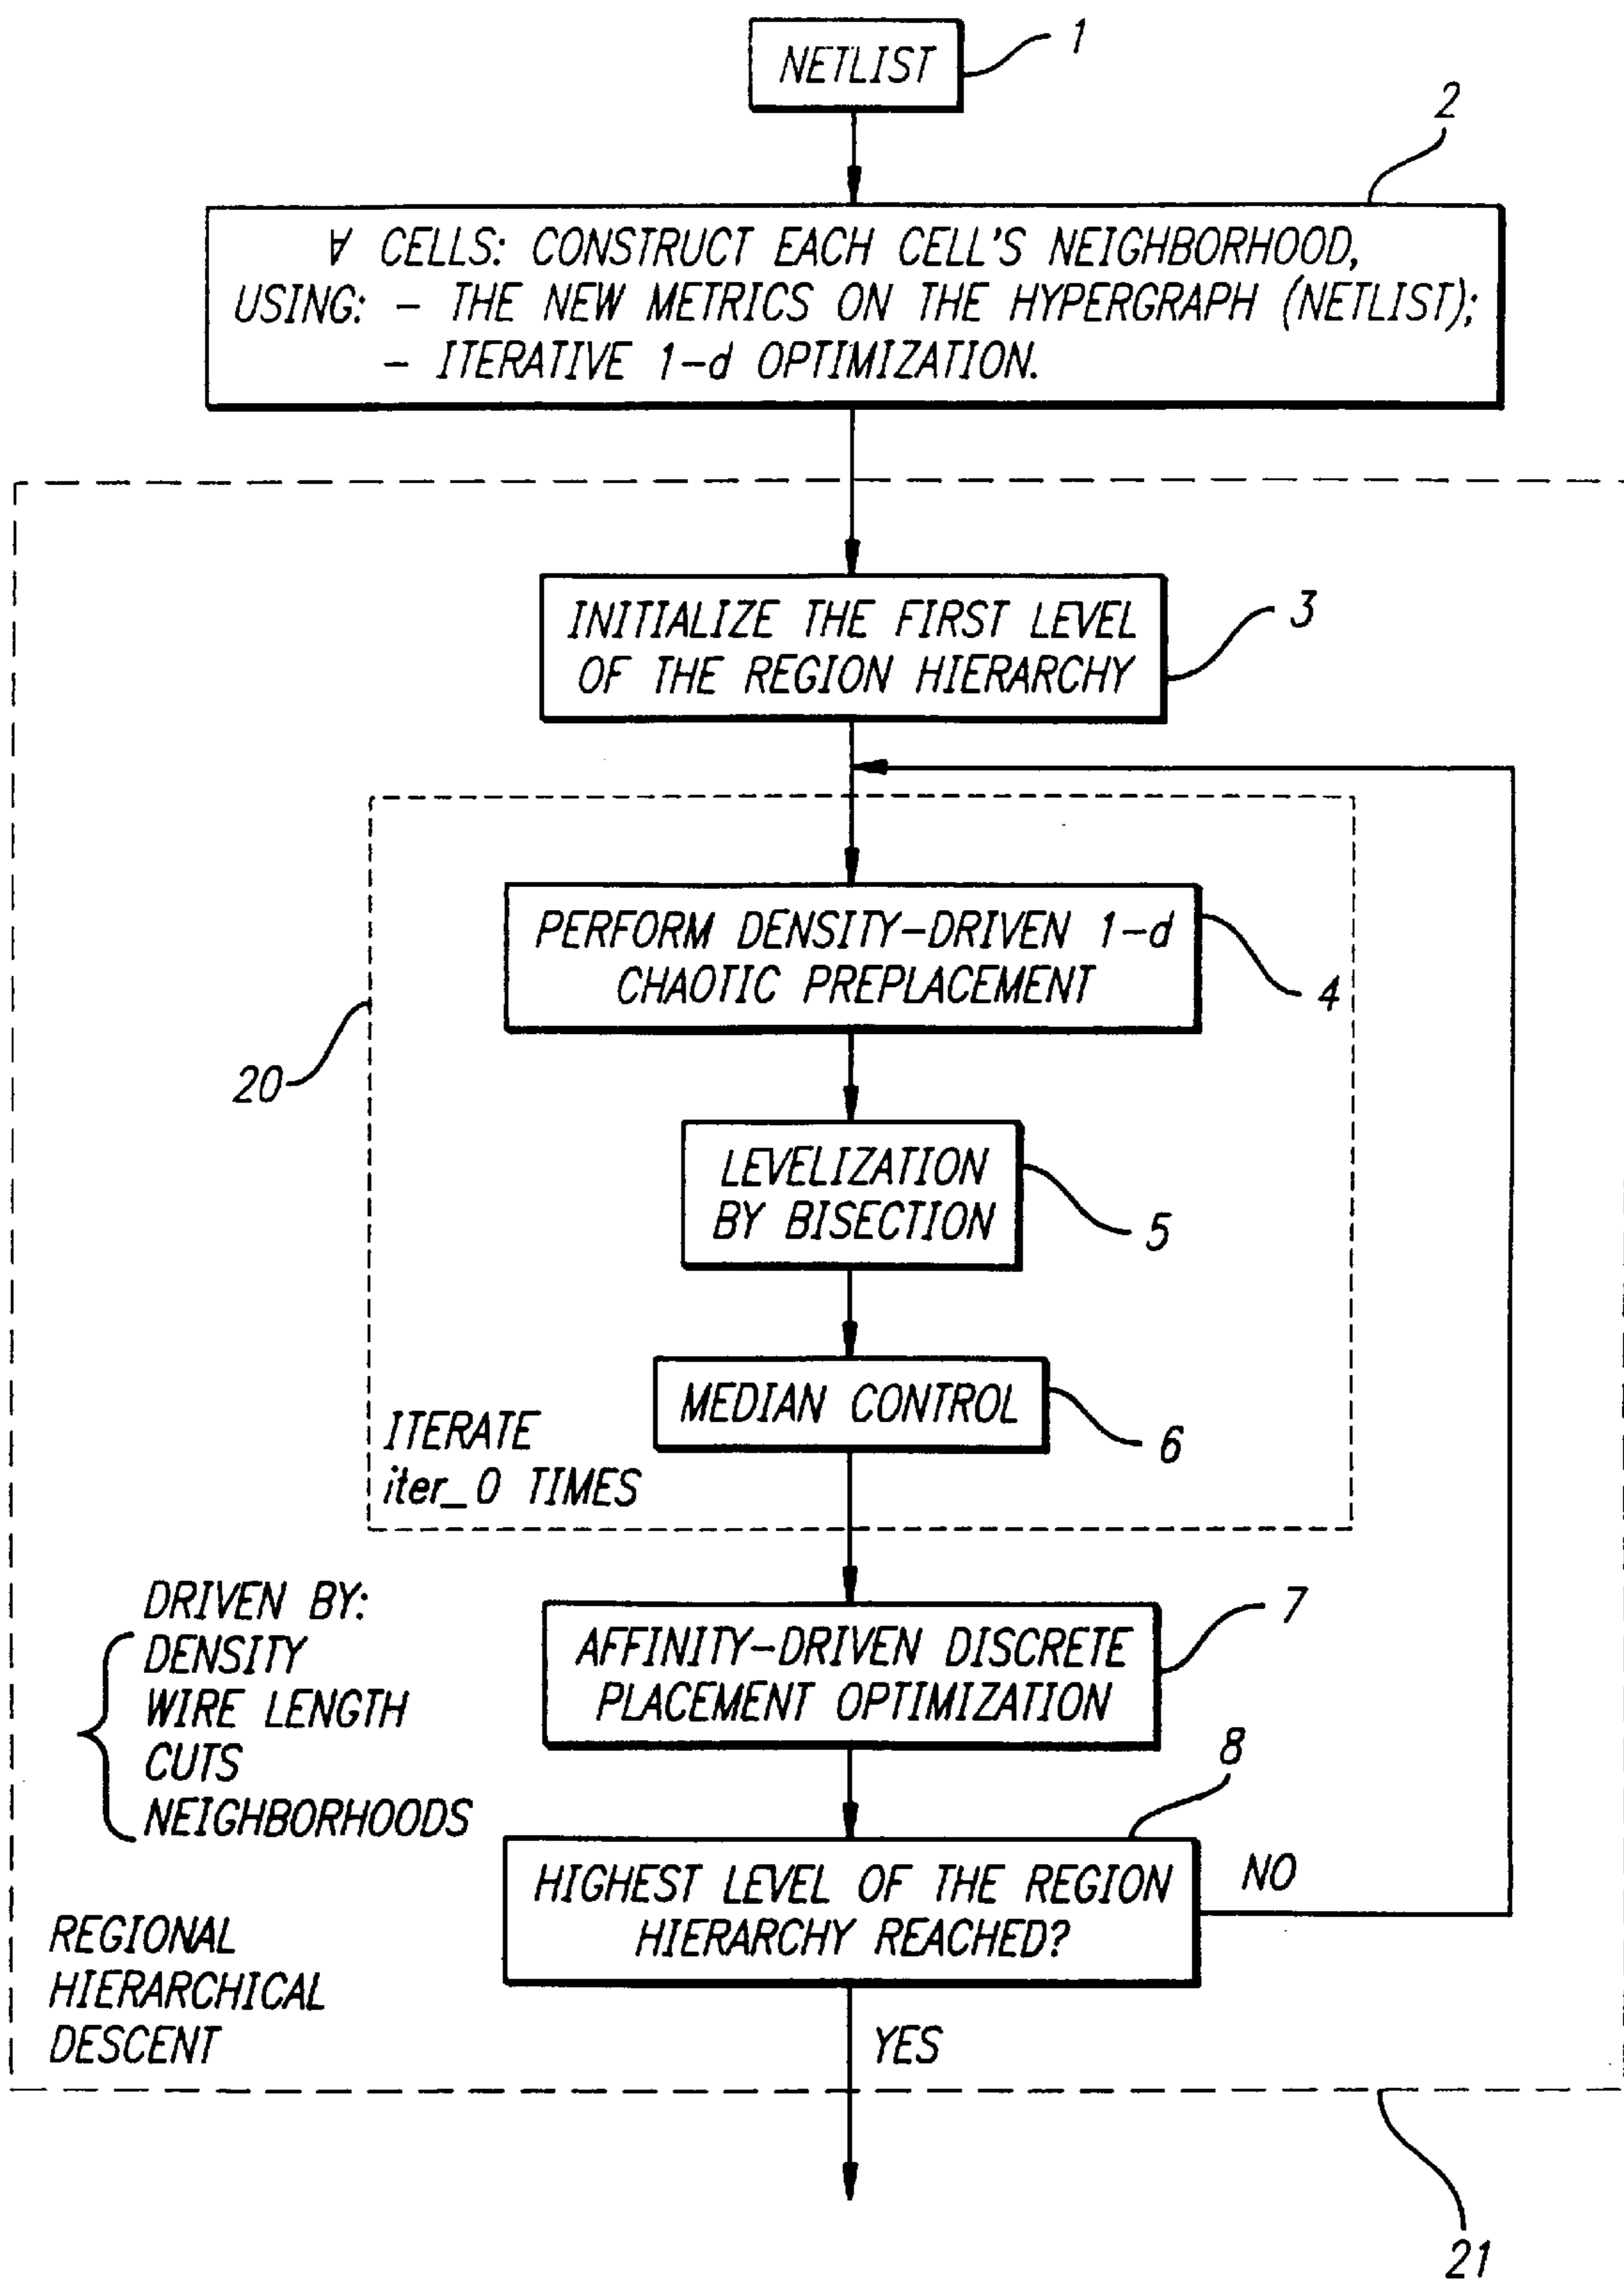 NETLIST
1
2
∀ CELLS: CONSTRUCT EACH CELL'S NEIGHBORHOOD,
USING: – THE NEW METRICS ON THE HYPERGRAPH (NETLIST);
– ITERATIVE 1–d OPTIMIZATION.
INITIALIZE THE FIRST LEVEL
OF THE REGION HIERARCHY
3
PERFORM DENSITY–DRIVEN 1–d
CHAOTIC PREPLACEMENT
4
20
LEVELIZATION
BY BISECTION
5
MEDIAN CONTROL
6
ITERATE
iter_0 TIMES
DRIVEN BY:
DENSITY
WIRE LENGTH
CUTS
NEIGHBORHOODS
AFFINITY–DRIVEN DISCRETE
PLACEMENT OPTIMIZATION
7
8
HIGHEST LEVEL OF THE REGION
HIERARCHY REACHED?
NO
REGIONAL
HIERARCHICAL
DESCENT
YES
21